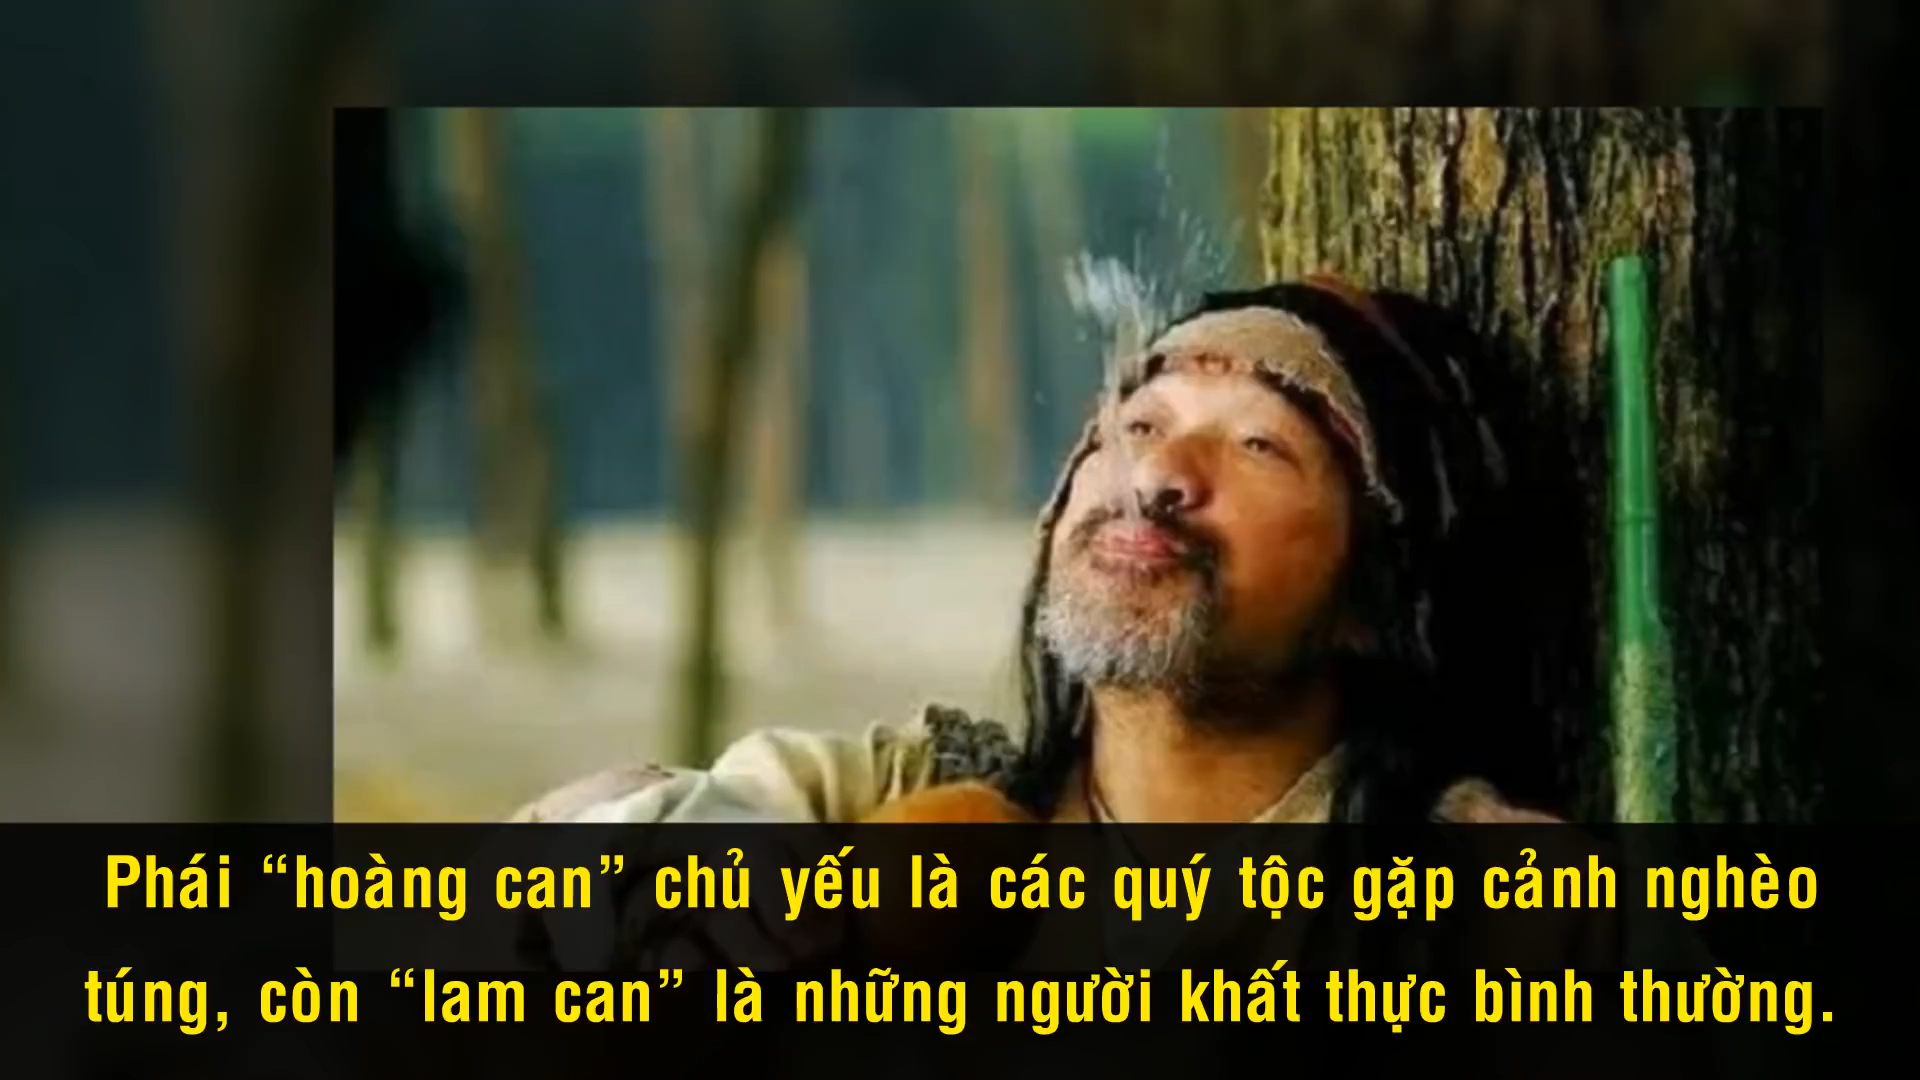 Phái “hoàng can” chủ yếu là các quý tộc gặp cảnh nghèo
túng, còn “lam can” là những người khất thực bình thường.